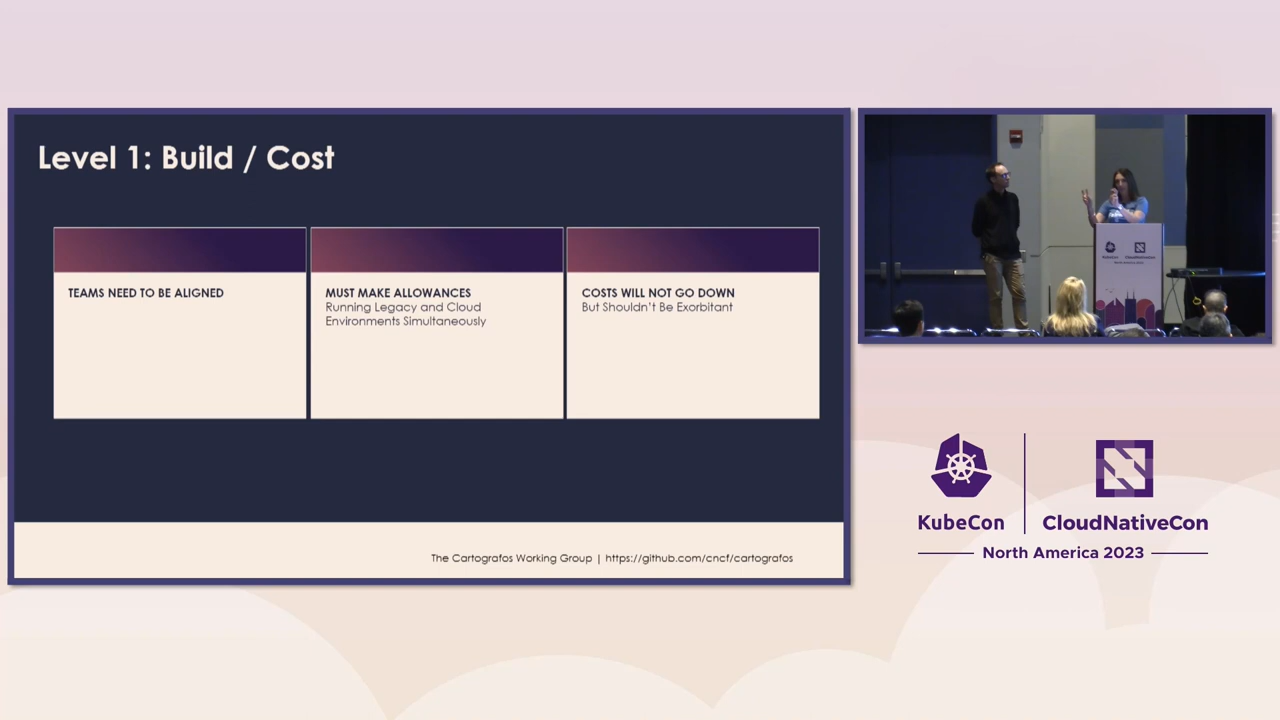 Level 1: Build / Cost
TEAMS NEED TO BE ALIGNED
MUST MAKE ALLOWANCES
Running Legacy and Cloud
Environments Simultaneously
COSTS WILL NOT GO DOWN
But Shouldn't Be Exorbitant
The Cartografos Working Group | https://github.com/cncf/cartografos
KubeCon
CloudNativeCon
KubeCon
CloudNativeCon
North America 2023